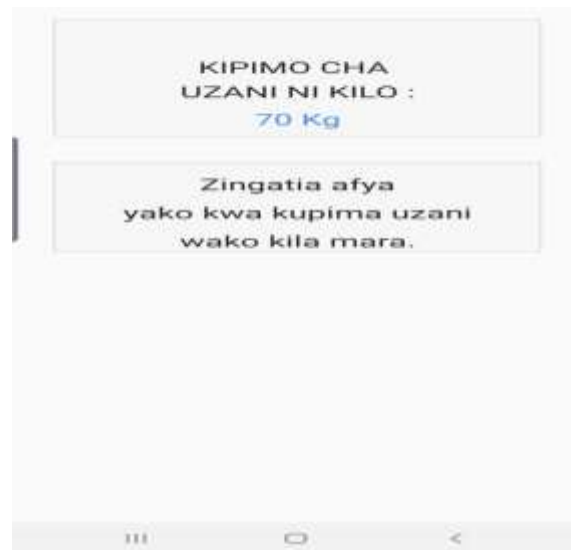 KIPIMO CHA
UZANI NI KILO :
70 Kg
Zingatia afya
yako kwa kupima uzani
wako kila mara.